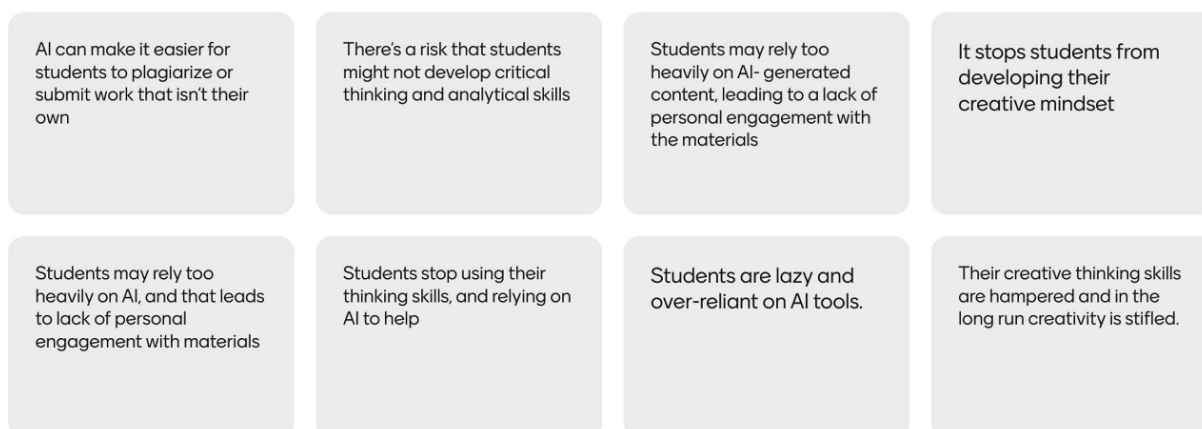 AI can make it easier for
students to plagiarize or
submit work that isn't their
own
There's a risk that students
might not develop critical
thinking and analytical skills
Students may rely too
heavily on AI- generated
content, leading to a lack of
personal engagement with
the materials
It stops students from
developing their
creative mindset
Students may rely too
heavily on AI, and that leads
to lack of personal
engagement with materials
Students stop using their
thinking skills, and relying on
AI to help
Students are lazy and
over-reliant on AI tools.
Their creative thinking skills
are hampered and in the
long run creativity is stifled.